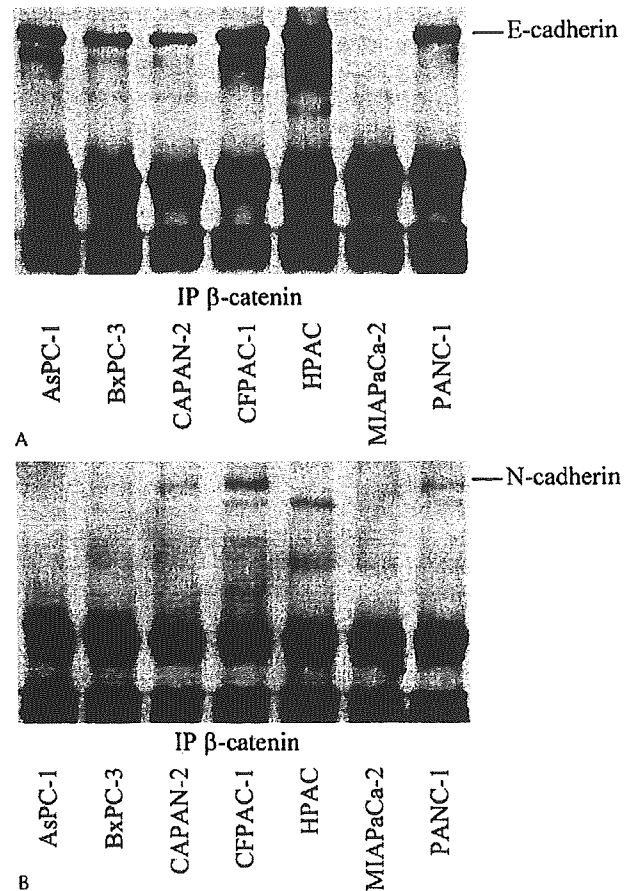 E-cadherin
IP β-catenin
AsPC-1
BxPC-3
CAPAN-2
CFPAC-1
HPAC
MIAPaCa-2
PANC-1
A
N-cadherin
IP β-catenin
AsPC-1
BxPC-3
CAPAN-2
CFPAC-1
HPAC
MIAPaCa-2
PANC-1
B